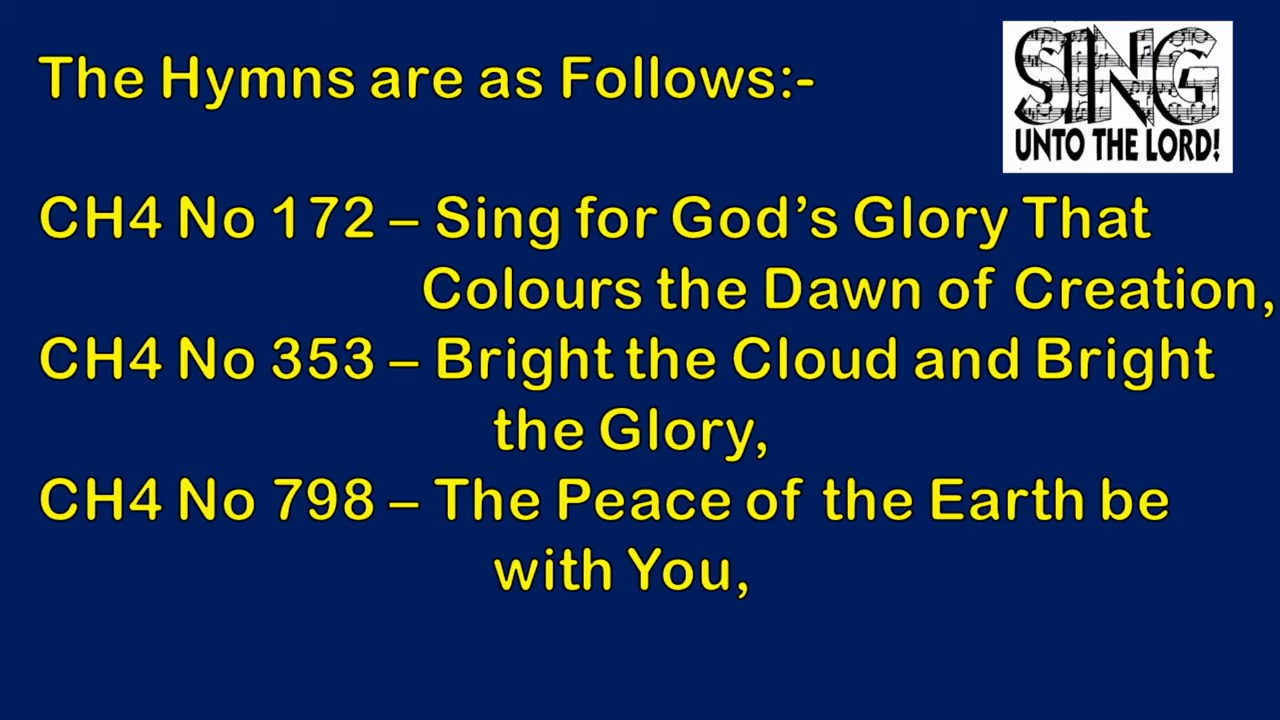 The Hymns are as Follows:-
SING
UNTO THE LORD!
CH4 No 172 – Sing for God’s Glory That
Colours the Dawn of Creation,
CH4 No 353 – Bright the Cloud and Bright
the Glory,
CH4 No 798 – The Peace of the Earth be
with You,